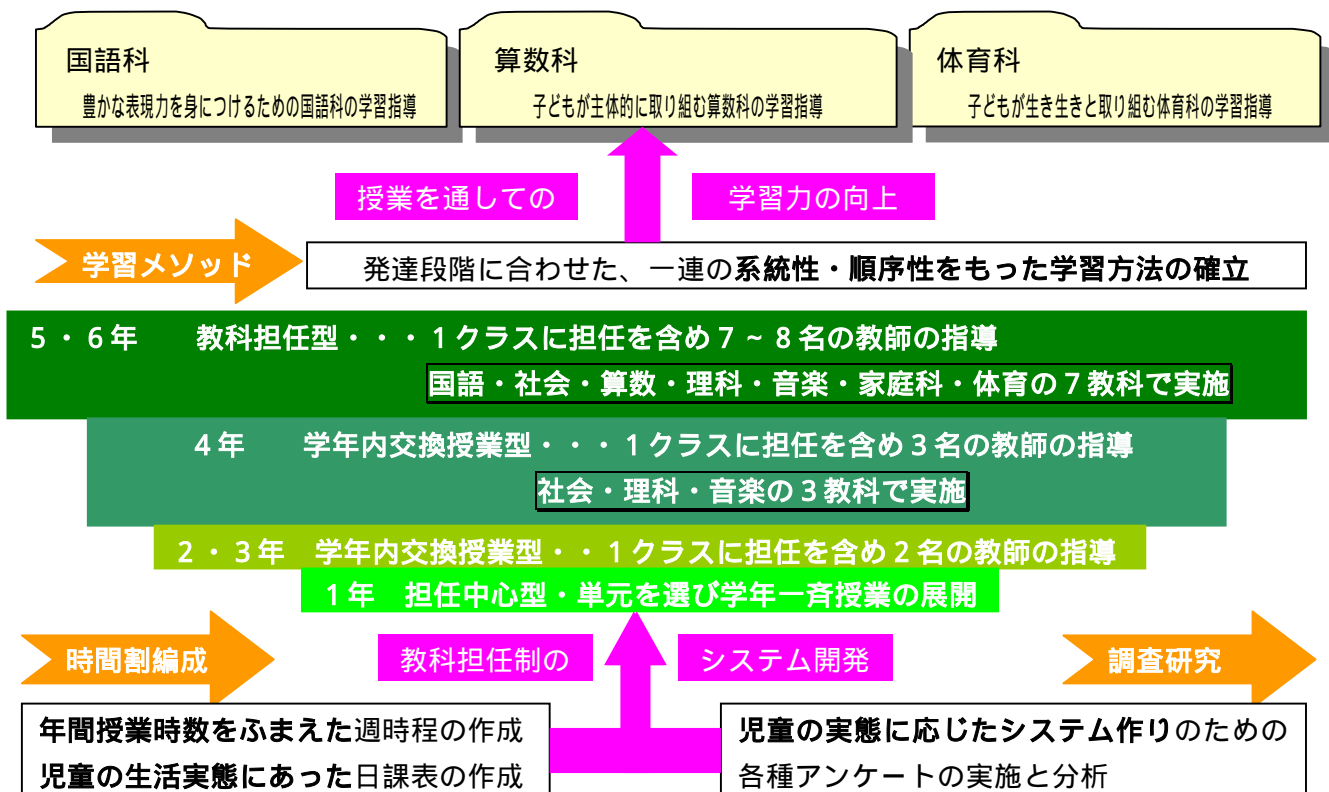 国語科
豊かな表現力を身につけるための国語科の学習指導
算数科
子どもが主体的に取り組む算数科の学習指導
体育科
子どもが生き生きと取り組む体育科の学習指導
授業を通しての
学習力の向上
学習メソッド
発達段階に合わせた、一連の系統性・順序性をもった学習方法の確立
５・６年　　教科担任型・・・１クラスに担任を含め７～８名の教師の指導
国語・社会・算数・理科・音楽・家庭科・体育の７教科で実施
４年　　学年内交換授業型・・・１クラスに担任を含め３名の教師の指導
社会・理科・音楽の３教科で実施
２・３年　学年内交換授業型・・１クラスに担任を含め２名の教師の指導
１年　担任中心型・単元を選び学年一斉授業の展開
時間割編成
教科担任制の
システム開発
調査研究
年間授業時数をふまえた週時程の作成
児童の生活実態にあった日課表の作成
児童の実態に応じたシステム作りのための
各種アンケートの実施と分析